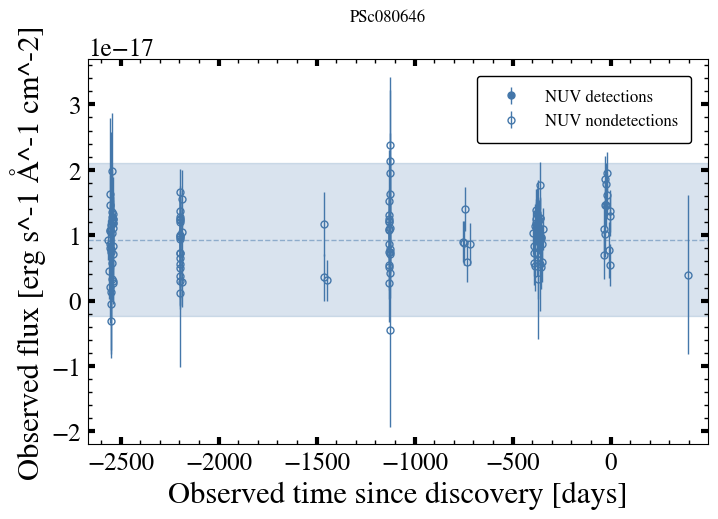 PSc080646
1e−17
NUV detections
NUV nondetections
Observed flux [erg s^-1 Å^-1 cm^-2]
3
2
1
0
−1
−2
−2500 −2000 −1500 −1000 −500 0
Observed time since discovery [days]